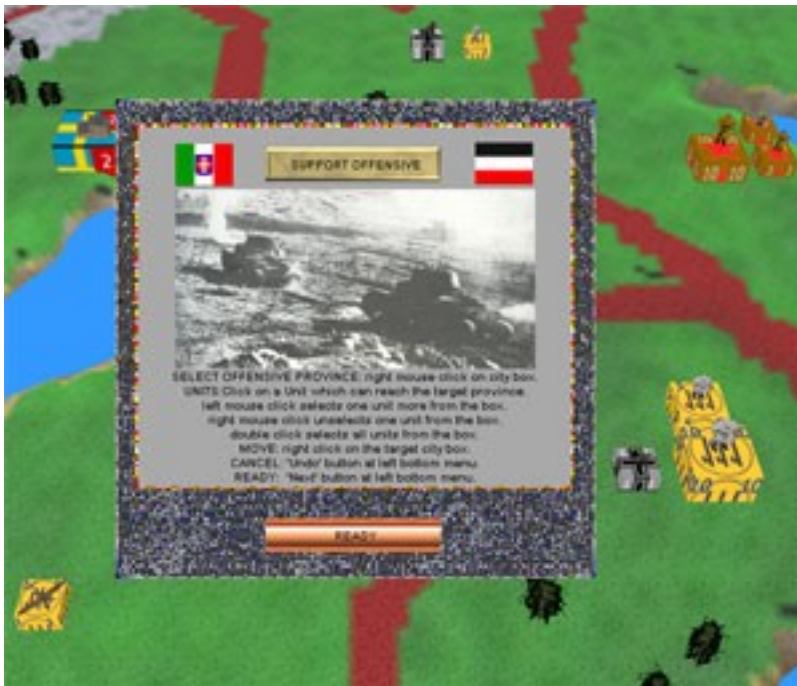 SUPPORT OFFENSIVE
2
10 10
SELECT OFFENSIVE PROVINCE: right mouse click on city box.
UNITS:Click on a Unit which can reach the target province.
left mouse click selects one unit more from the box.
right mouse click unselects one unit from the box.
double click selects all units from the box.
MOVE: right click on the target city box.
CANCEL: 'Undo' button at left bottom menu.
READY: 'Next' button at left bottom menu.
READY